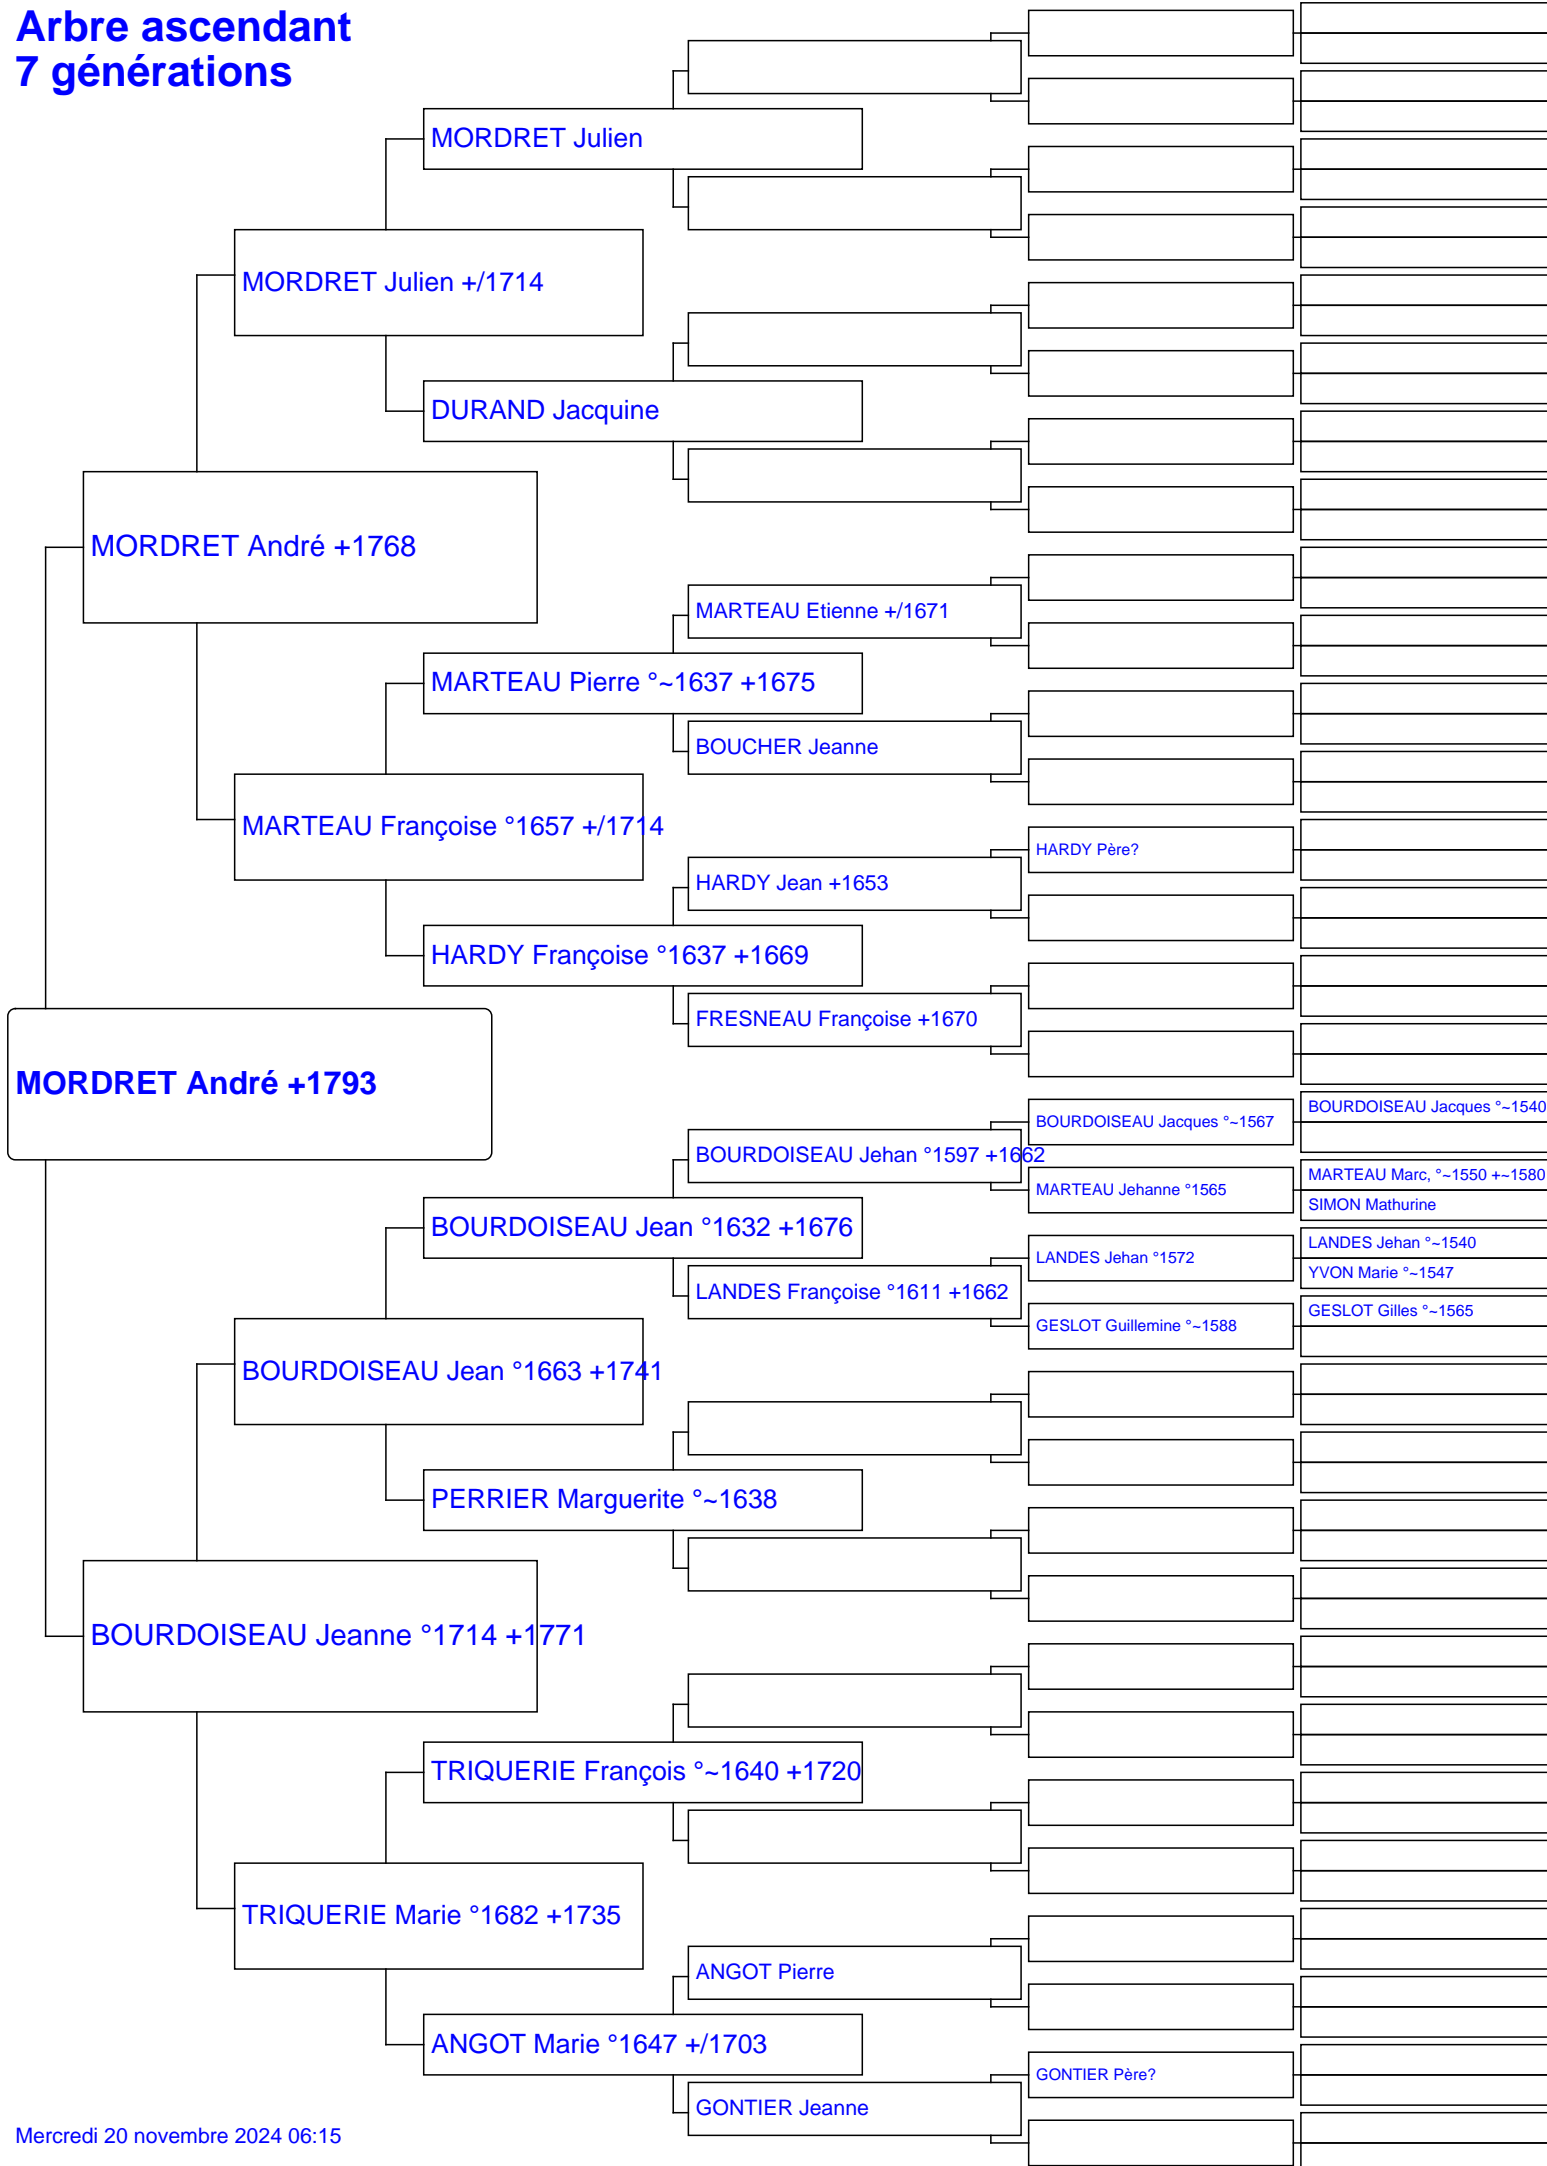 Arbre ascendant
7 générations
MORDRET Julien
MORDRET Julien +/1714
DURAND Jacquine
MORDRET André +1768
MARTEAU Etienne +/1671
MARTEAU Pierre °~1637 +1675
BOUCHER Jeanne
MARTEAU Françoise °1657 +/1714
HARDY Père?
HARDY Jean +1653
HARDY Françoise °1637 +1669
FRESNEAU Françoise +1670
MORDRET André +1793
BOURDOISEAU Jacques °~1540
BOURDOISEAU Jacques °~1567
BOURDOISEAU Jehan °1597 +1662
MARTEAU Marc, °~1550 +~1580
MARTEAU Jehanne °1565
SIMON Mathurine
BOURDOISEAU Jean °1632 +1676
LANDES Jehan °~1540
LANDES Jehan °1572
YVON Marie °~1547
LANDES Françoise °1611 +1662
GESLOT Gilles °~1565
GESLOT Guillemine °~1588
BOURDOISEAU Jean °1663 +1741
PERRIER Marguerite °~1638
BOURDOISEAU Jeanne °1714 +1771
TRIQUERIE François °~1640 +1720
TRIQUERIE Marie °1682 +1735
ANGOT Pierre
ANGOT Marie °1647 +/1703
GONTIER Père?
GONTIER Jeanne
Mercredi 20 novembre 2024 06:15